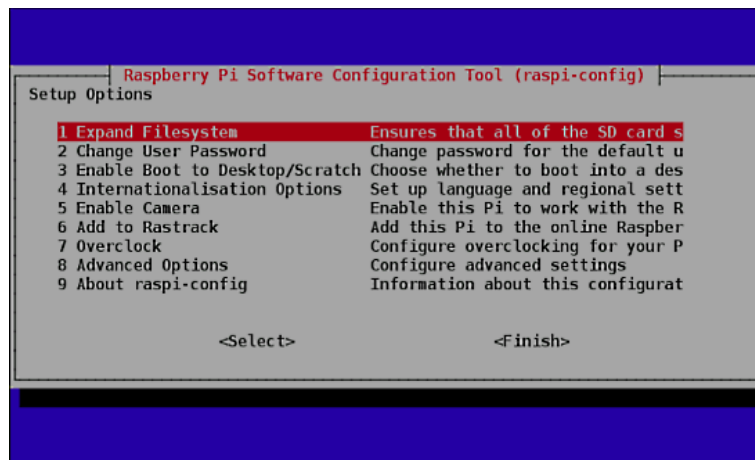 Raspberry Pi Software Configuration Tool (raspi-config)
Setup Options
1 Expand Filesystem Ensures that all of the SD card s
2 Change User Password Change password for the default u
3 Enable Boot to Desktop/Scratch Choose whether to boot into a des
4 Internationalisation Options Set up language and regional sett
5 Enable Camera Enable this Pi to work with the R
6 Add to Rastrack Add this Pi to the online Raspber
7 Overclock Configure overclocking for your P
8 Advanced Options Configure advanced settings
9 About raspi-config Information about this configurat
<Select> <Finish>